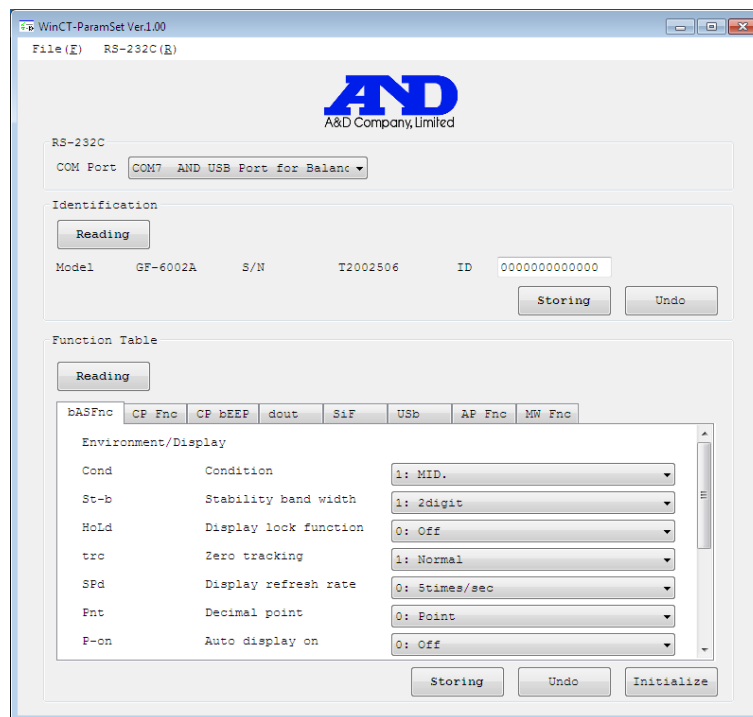 WinCT-ParamSet Ver.1.00
File(F) RS-232C(R)
AND
A&D Company, Limited
RS-232C
COM Port COM7 AND USB Port for Balanc
Identification
Reading
Model GF-6002A S/N T2002506 ID 0000000000000
Storing Undo
Function Table
Reading
bASFnc CP Fnc CP bEEP dout SiF USb AP Fnc MW Fnc
Environment/Display
Cond Condition 1: MID.
St-b Stability band width 1: 2digit
HoLd Display lock function 0: Off
trc Zero tracking 1: Normal
SPd Display refresh rate 0: 5times/sec
Pnt Decimal point 0: Point
P-on Auto display on 0: Off
Storing Undo Initialize